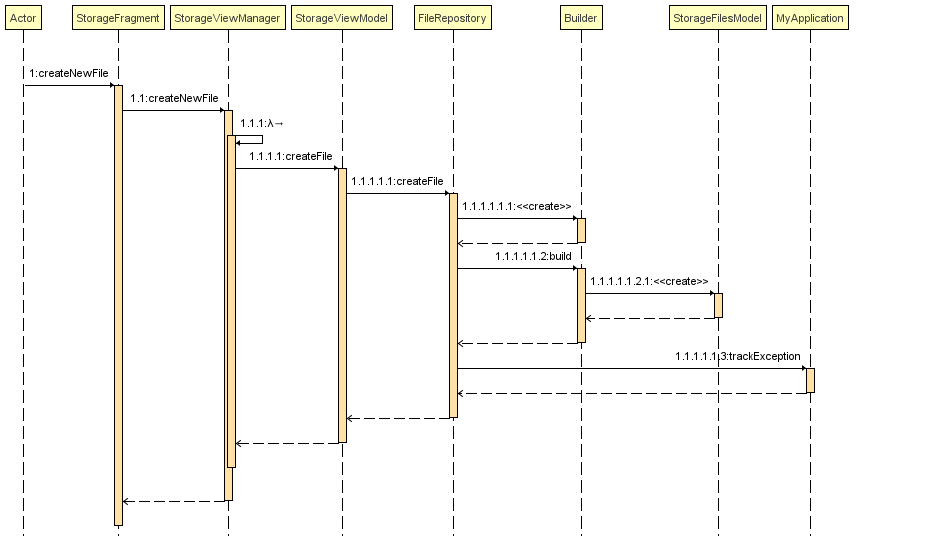 Actor
StorageFragment
StorageViewManager
StorageViewModel
FileRepository
Builder
StorageFilesModel
MyApplication
1:createNewFile
1.1:createNewFile
1.1.1:λ→
1.1.1.1:createFile
1.1.1.1.1:createFile
1.1.1.1.1.1:<<create>>
1.1.1.1.1.2:build
1.1.1.1.1.2.1:<<create>>
1.1.1.1.1.3:trackException